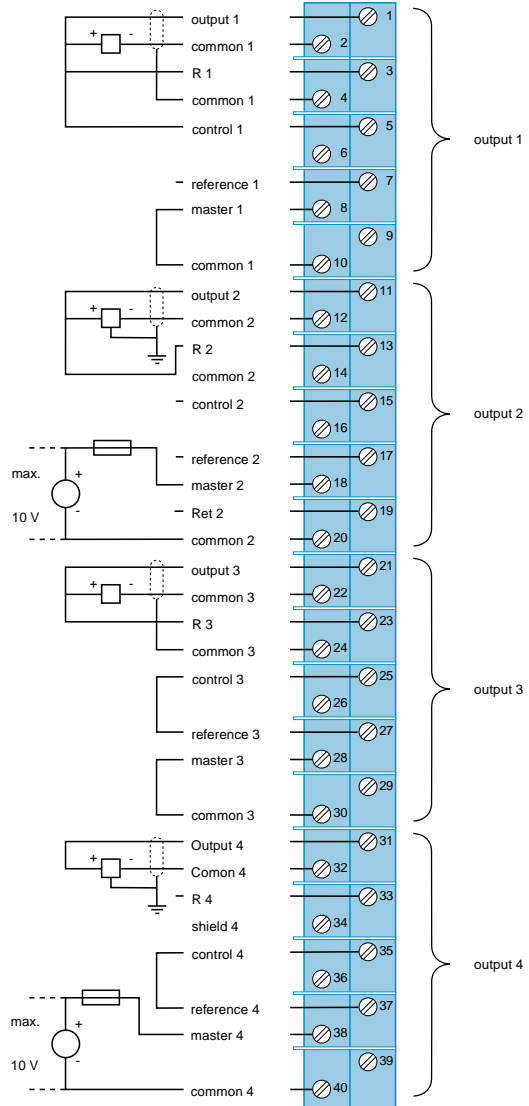 output 1 1
+ - common 1 2
R 1 3
common 1 4
control 1 5
6 output 1
reference 1 7
master 1 8
9
common 1 10
output 2 11
+ - common 2 12
R 2 13
common 2 14
control 2 15
16 output 2
reference 2 17
max. + master 2 18
10 V - Ret 2 19
common 2 20
output 3 21
+ - common 3 22
R 3 23
common 3 24
control 3 25
26 output 3
reference 3 27
master 3 28
29
common 3 30
Output 4 31
+ - Comon 4 32
R 4 33
shield 4 34
control 4 35
36 output 4
reference 4 37
max. + master 4 38
10 V - 39
common 4 40